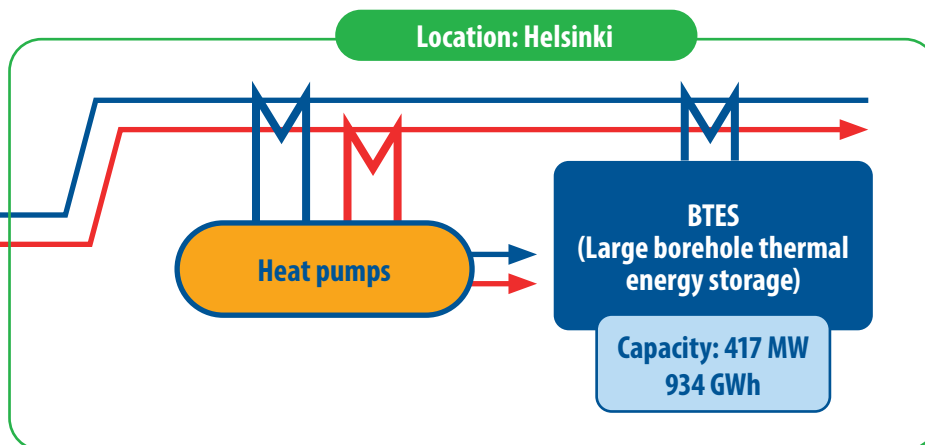 Location: Helsinki
Heat pumps
BTES
(Large borehole thermal
energy storage)
Capacity: 417 MW
934 GWh